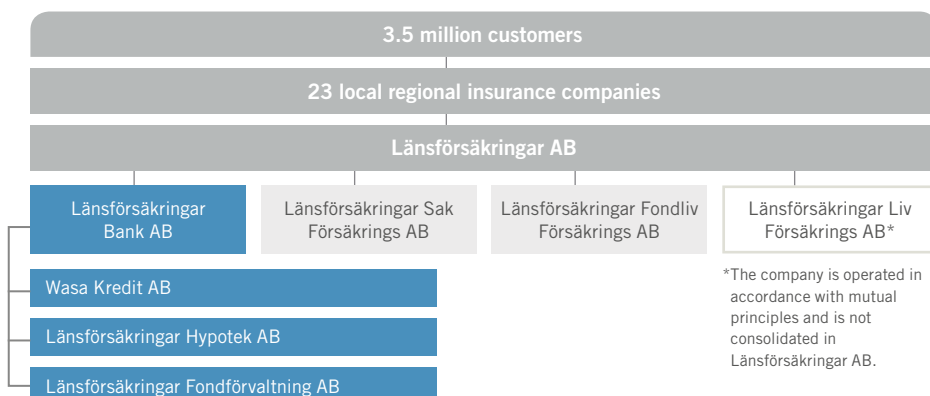 3.5 million customers
23 local regional insurance companies
Länsförsäkringar AB
Länsförsäkringar
Bank AB
Länsförsäkringar Sak
Försäkrings AB
Länsförsäkringar Fondliv
Försäkrings AB
Länsförsäkringar Liv
Försäkrings AB*
*The company is operated in
accordance with mutual
principles and is not
consolidated in
Länsförsäkringar AB.
Wasa Kredit AB
Länsförsäkringar Hypotek AB
Länsförsäkringar Fondförvaltning AB